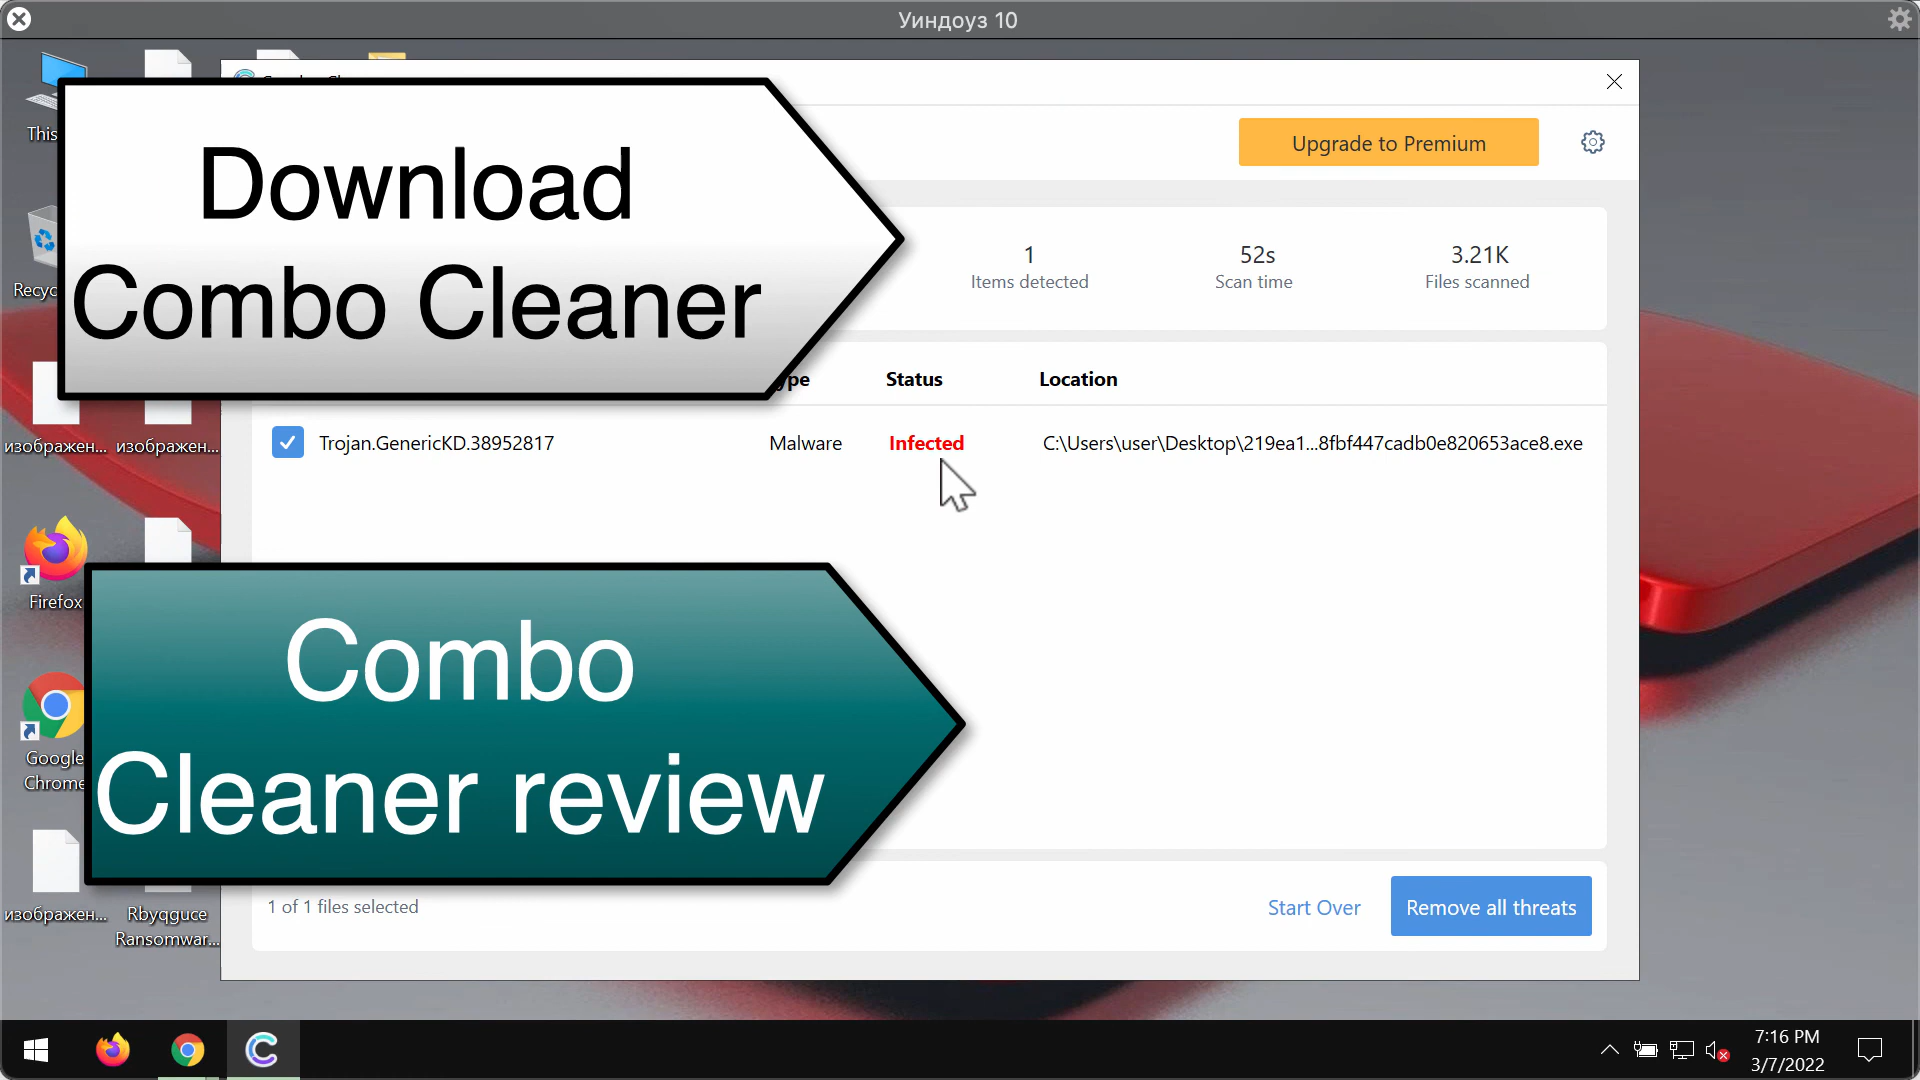 Уиндоуз 10
This
Download
Combo Cleaner
Upgrade to Premium
1
Items detected
52s
Scan time
3.21K
Files scanned
Status
Location
Trojan.GenericKD.38952817
Malware
Infected
C:\Users\user\Desktop\219ea1...8fbf447cadb0e820653ace8.exe
изображен...
изображен...
Firefox
Combo
Cleaner review
Google
Chrome
изображен...
Rbyqguce
Ransomwar...
1 of 1 files selected
Start Over
Remove all threats
7:16 PM
3/7/2022